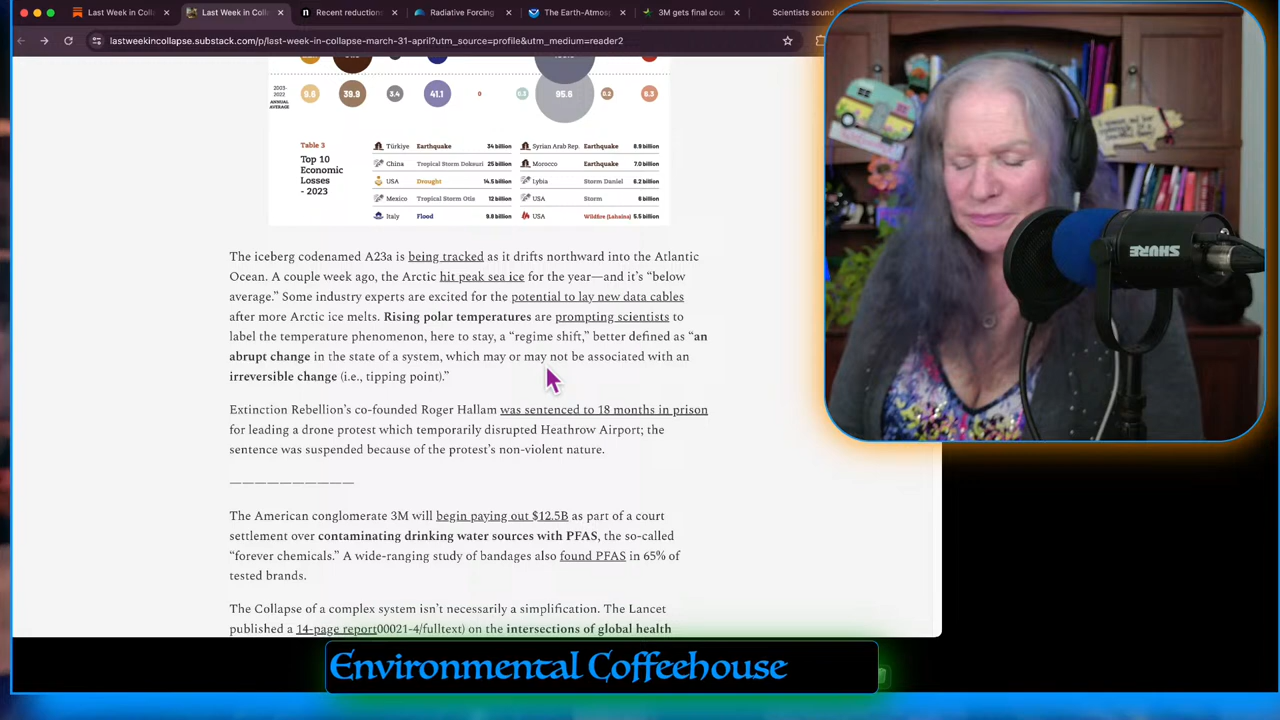 Last Week in Coll
Last Week in Collap
Recent reduction
Radiative Forcing
The Earth-Atmosp
3M gets final cou
Scientists sound
lastweekincollapse.substack.com/p/last-week-in-collapse-march-31-april?utm_source=profile&utm_medium=reader2
2003-
2022
ANNUAL
AVERAGE
9.6
39.9
3.4
41.1
0
0.3
95.6
0.2
6.3
Table 3
Top 10
Economic
Losses
- 2023
Türkiye Earthquake 34 billion
China Tropical Storm Doksuri 25 billion
USA Drought 14.5 billion
Mexico Tropical Storm Otis 12 billion
Italy Flood 9.8 billion
Syrian Arab Rep. Earthquake 8.9 billion
Morocco Earthquake 7.0 billion
Lybia Storm Daniel 6.2 billion
USA Storm 6 billion
USA Wildfire (Lahaina) 5.5 billion
The iceberg codenamed A23a is being tracked as it drifts northward into the Atlantic
Ocean. A couple week ago, the Arctic hit peak sea ice for the year—and it's “below
average.” Some industry experts are excited for the potential to lay new data cables
after more Arctic ice melts. Rising polar temperatures are prompting scientists to
label the temperature phenomenon, here to stay, a “regime shift,” better defined as “an
abrupt change in the state of a system, which may or may not be associated with an
irreversible change (i.e., tipping point).”
Extinction Rebellion's co-founded Roger Hallam was sentenced to 18 months in prison
for leading a drone protest which temporarily disrupted Heathrow Airport; the
sentence was suspended because of the protest's non-violent nature.
——————————
The American conglomerate 3M will begin paying out $12.5B as part of a court
settlement over contaminating drinking water sources with PFAS, the so-called
“forever chemicals.” A wide-ranging study of bandages also found PFAS in 65% of
tested brands.
The Collapse of a complex system isn't necessarily a simplification. The Lancet
published a 14-page report00021-4/fulltext) on the intersections of global health
SHURE
Environmental Coffeehouse